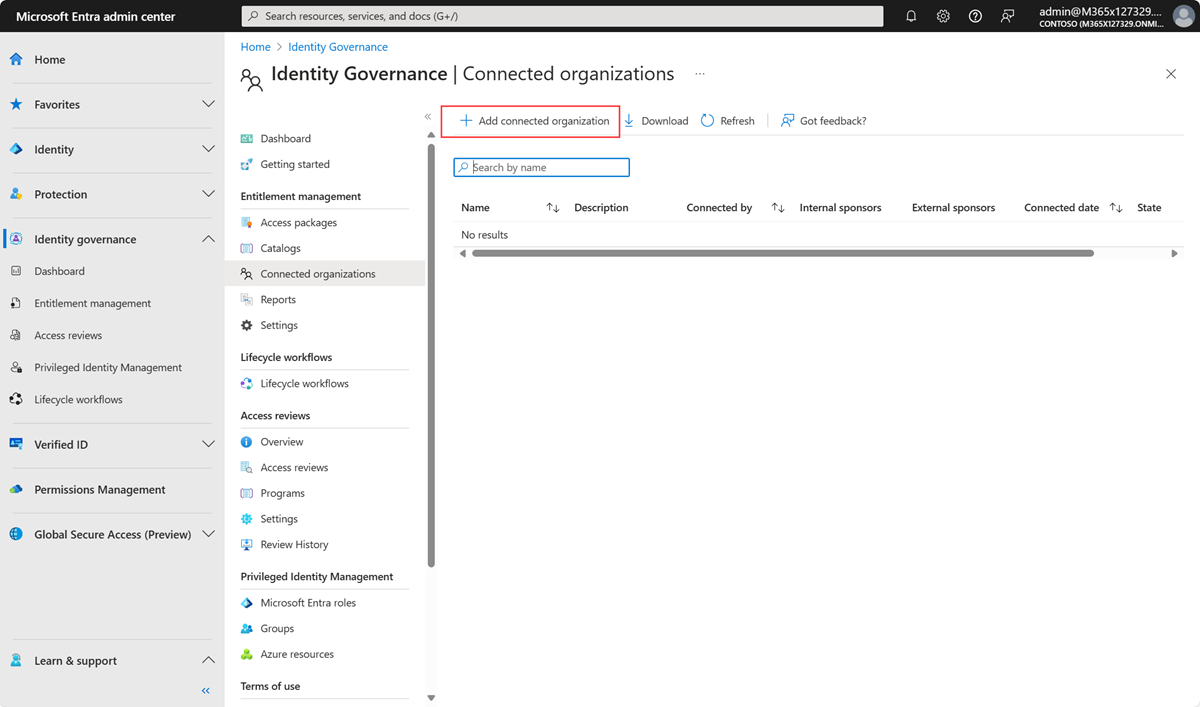 Microsoft Entra admin center
Search resources, services, and docs (G+/)
admin@M365x127329....
CONTOSO (M365X127329.ONMI...
Home
Favorites
Identity
Protection
Identity governance
Dashboard
Entitlement management
Access reviews
Privileged Identity Management
Lifecycle workflows
Verified ID
Permissions Management
Global Secure Access (Preview)
Learn & support
«
Home > Identity Governance
Identity Governance | Connected organizations ...
«
Dashboard
Getting started
Entitlement management
Access packages
Catalogs
Connected organizations
Reports
Settings
Lifecycle workflows
Lifecycle workflows
Access reviews
Overview
Access reviews
Programs
Settings
Review History
Privileged Identity Management
Microsoft Entra roles
Groups
Azure resources
Terms of use
Add connected organization Download Refresh Got feedback?
Search by name
Name Description Connected by Internal sponsors External sponsors Connected date State
No results